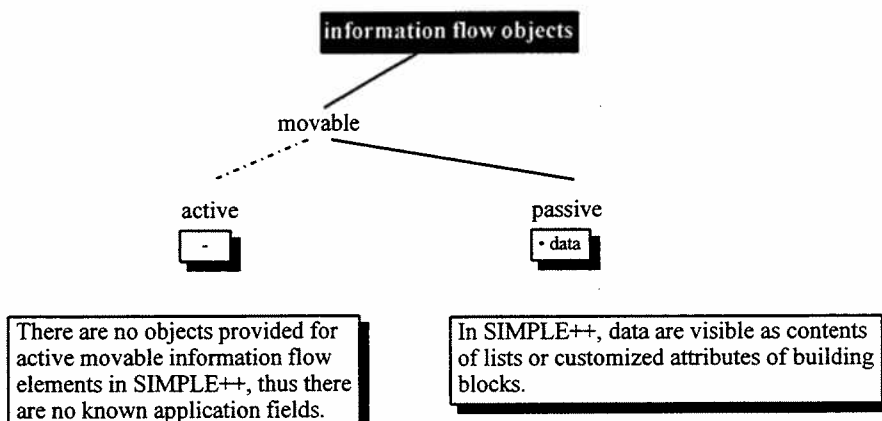 information flow objects
movable
active
passive
-
• data
There are no objects provided for
active movable information flow
elements in SIMPLE++, thus there
are no known application fields.
In SIMPLE++, data are visible as contents
of lists or customized attributes of building
blocks.